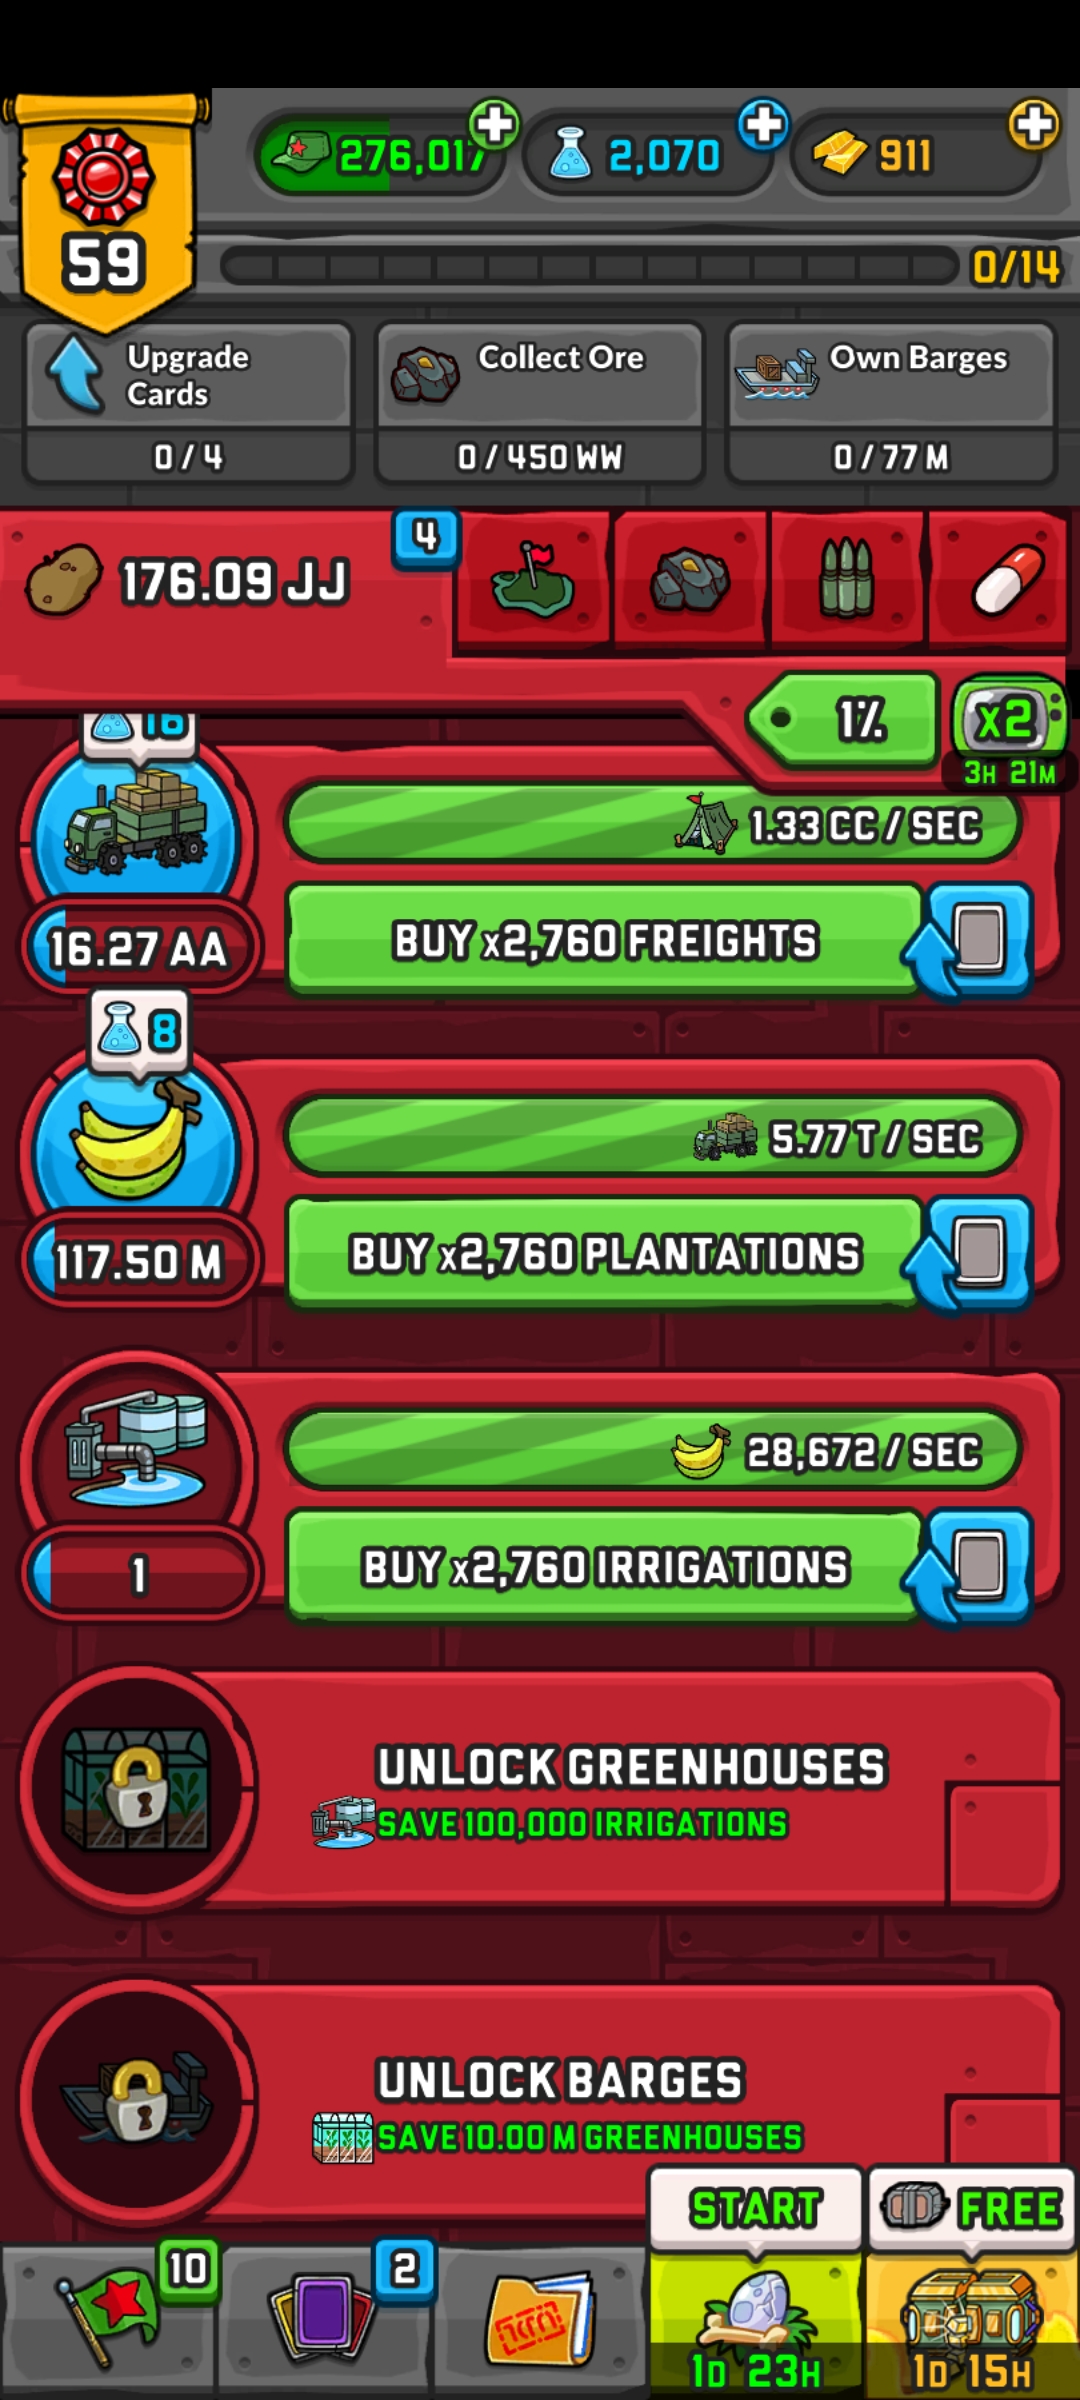 276,017
2,070
911
59
0/14
Upgrade Cards
0 / 4
Collect Ore
0 / 450 WW
Own Barges
0 / 77 M
176.09 JJ
4
1%
x2
3H 21M
16
1.33 CC / SEC
16.27 AA
BUY x2,760 FREIGHTS
8
5.77 T / SEC
117.50 M
BUY x2,760 PLANTATIONS
28,672 / SEC
1
BUY x2,760 IRRIGATIONS
UNLOCK GREENHOUSES
SAVE 100,000 IRRIGATIONS
UNLOCK BARGES
SAVE 10.00 M GREENHOUSES
START
FREE
10
2
1D 23H
1D 15H